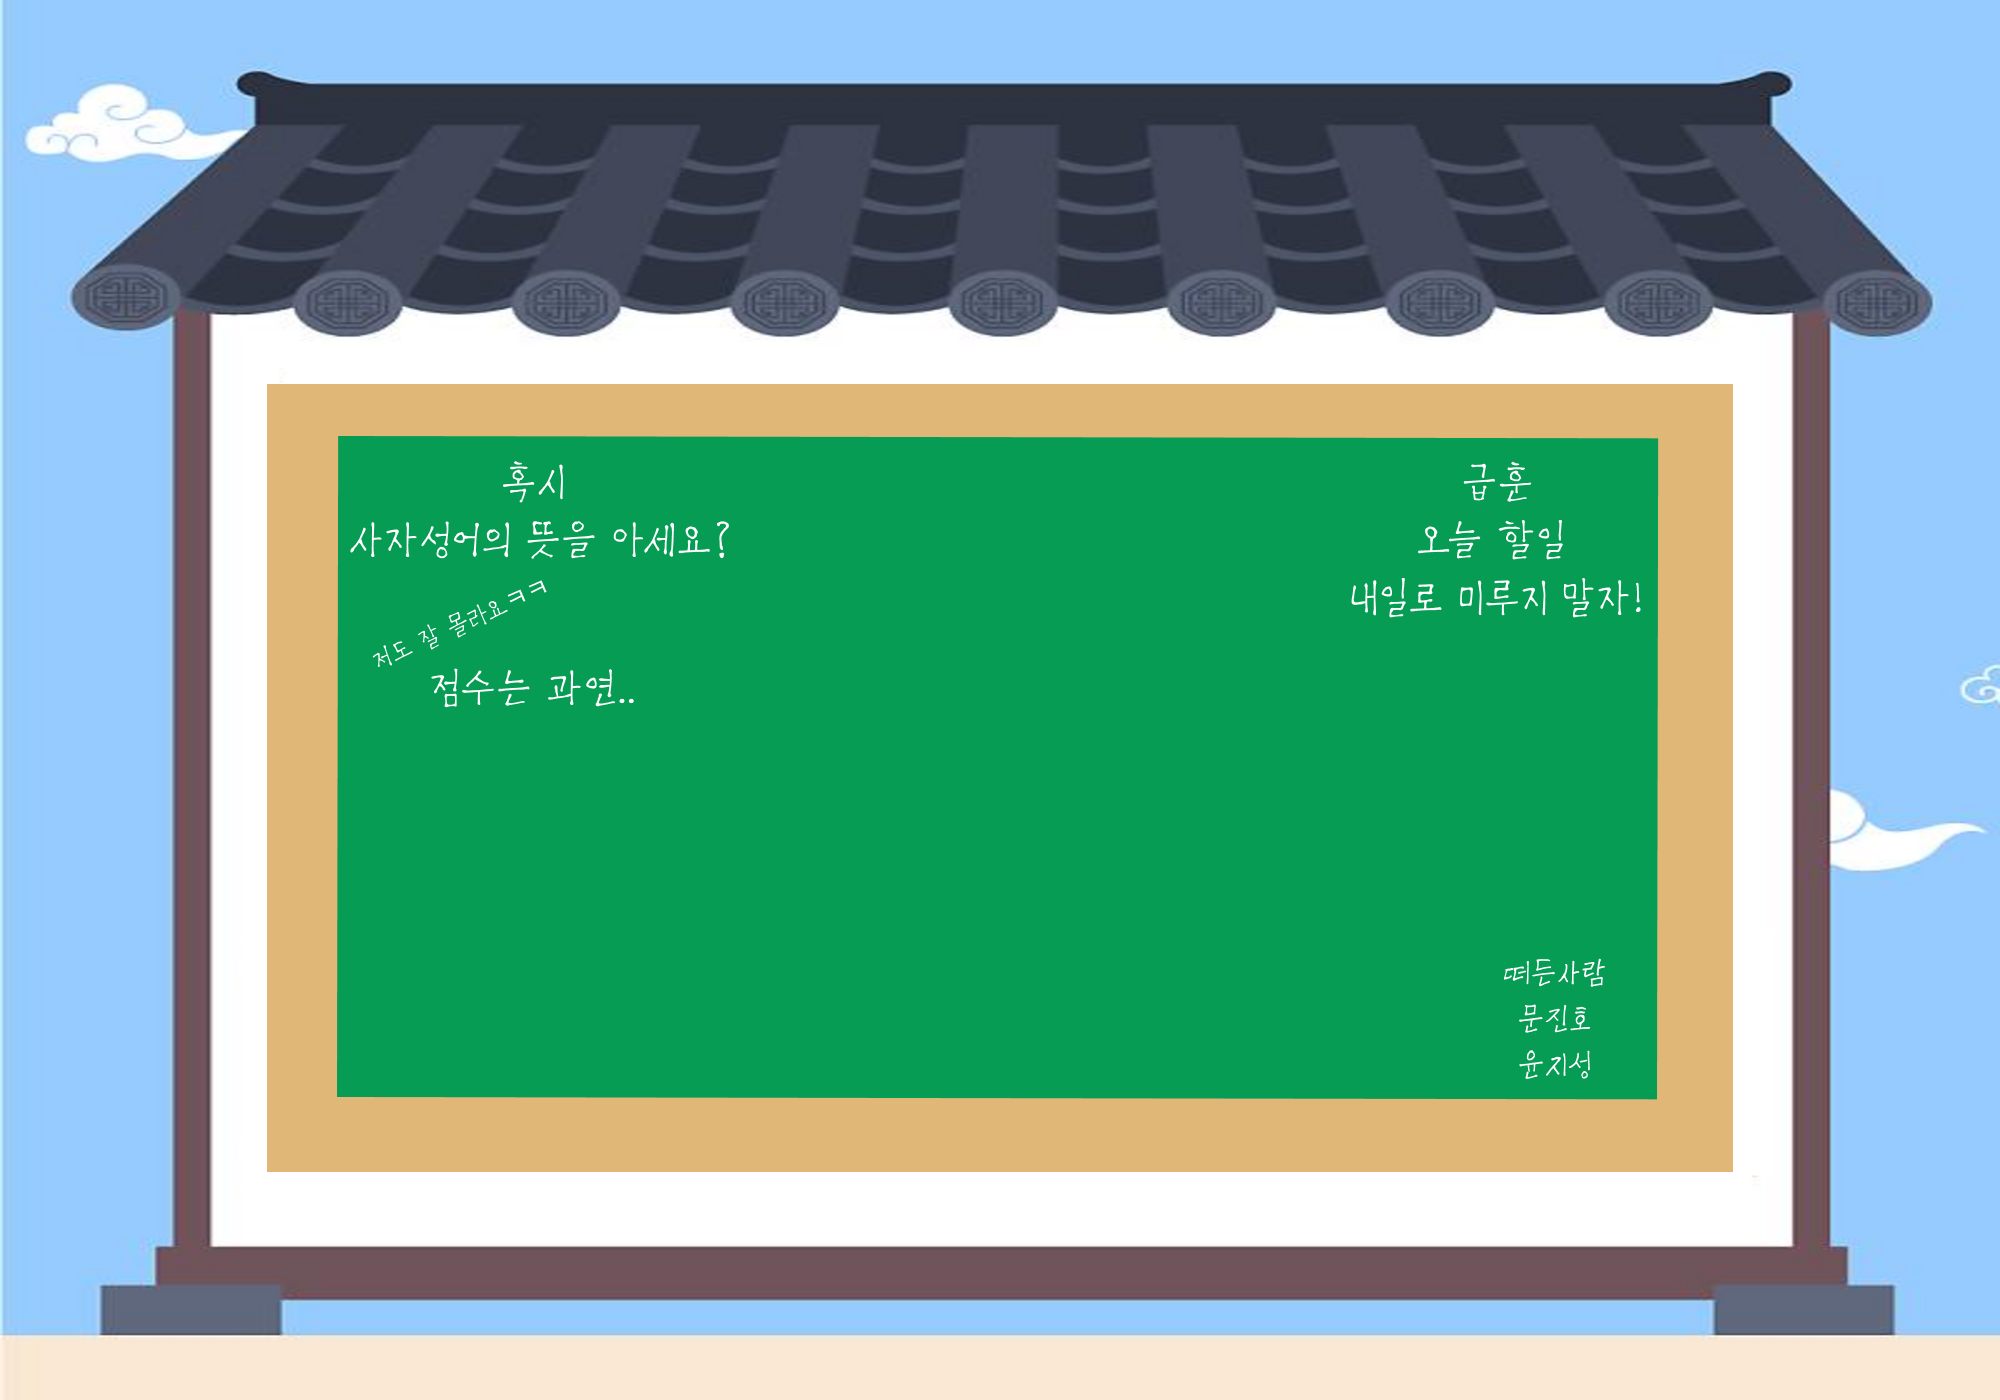 혹시
사자성어의 뜻을 아세요?
저도 잘 몰라요ㅋㅋ
점수는 과연..
급훈
오늘 할일
내일로 미루지 말자!
떠든사람
문진호
윤지성